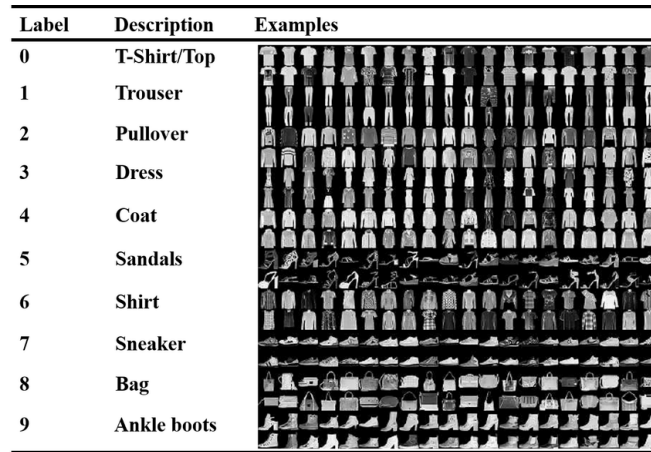 Label Description Examples
0 T-Shirt/Top
1 Trouser
2 Pullover
3 Dress
4 Coat
5 Sandals
6 Shirt
7 Sneaker
8 Bag
9 Ankle boots